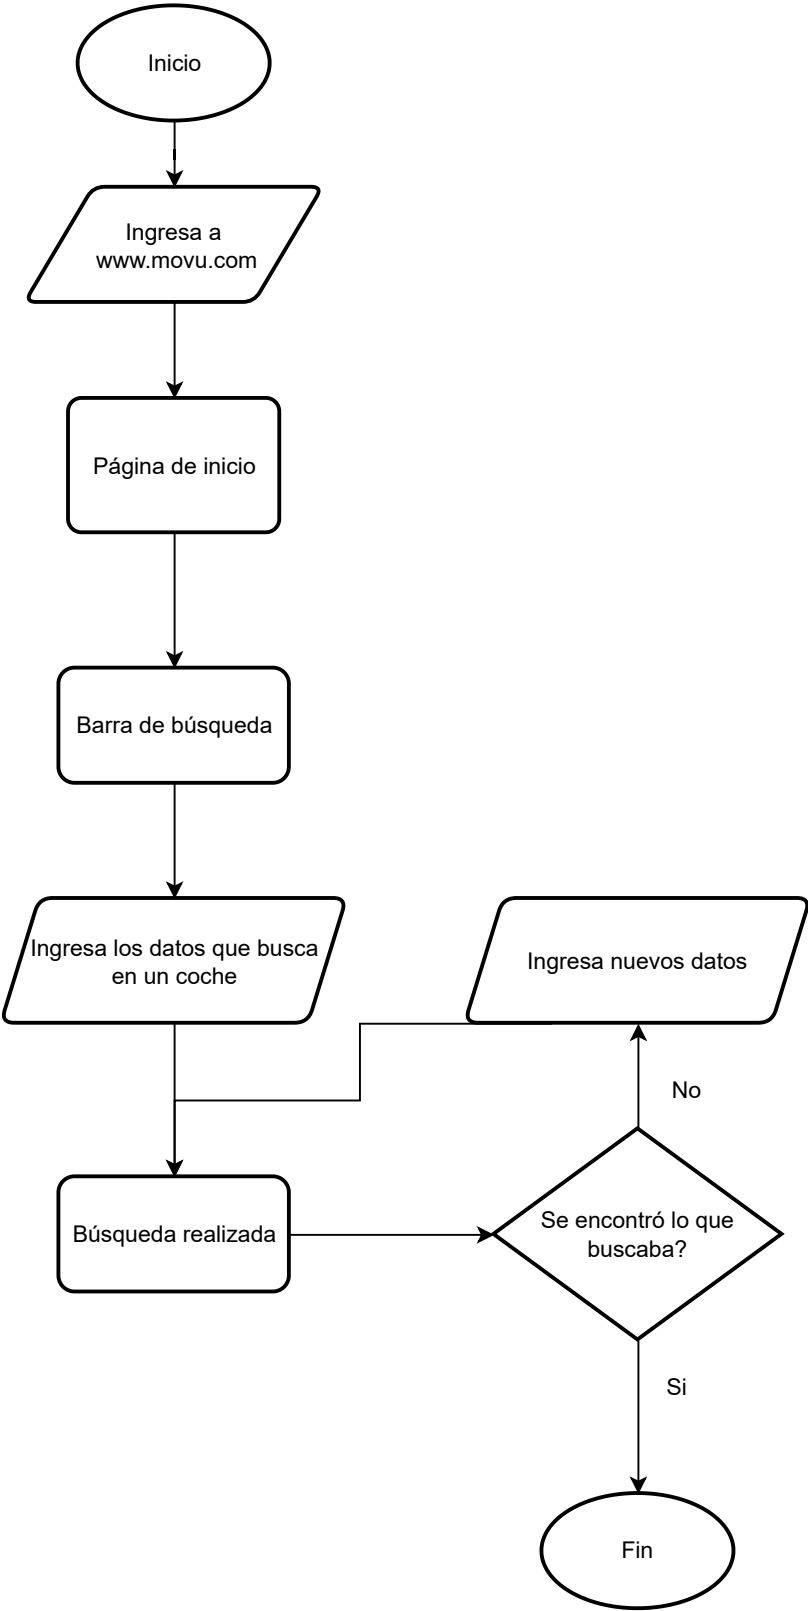 Inicio
Ingresa a
www.movu.com
Página de inicio
Barra de búsqueda
Ingresa los datos que busca
en un coche
Ingresa nuevos datos
No
Búsqueda realizada
Se encontró lo que
buscaba?
Si
Fin